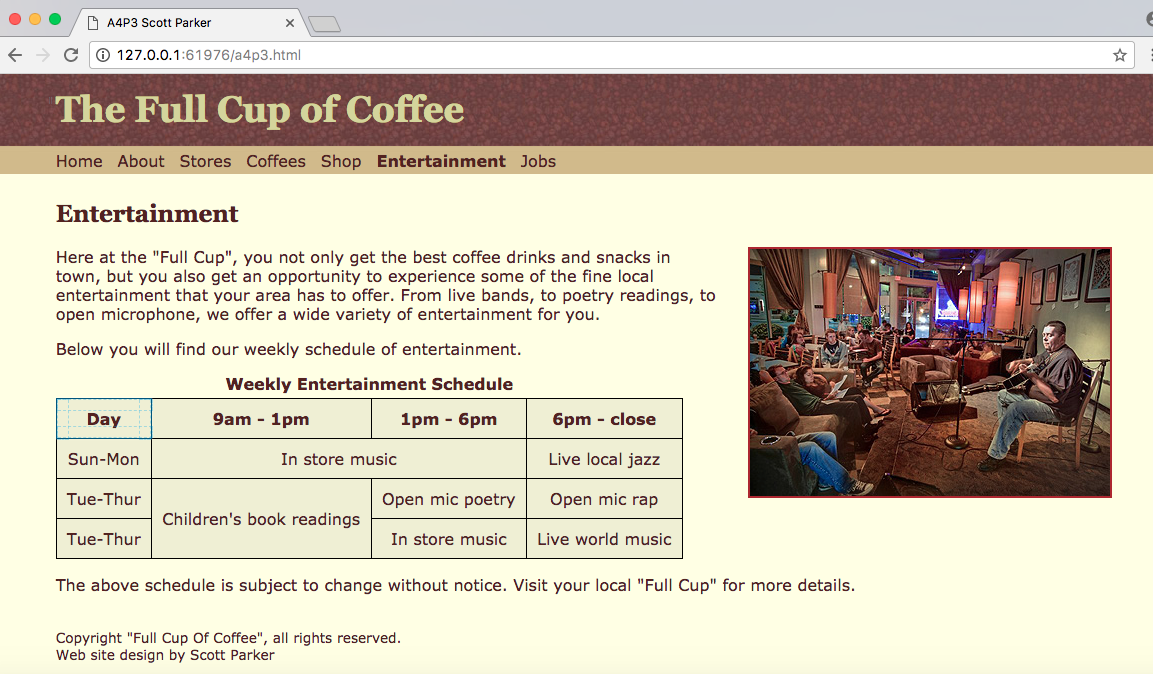 A4P3 Scott Parker
127.0.0.1:61976/a4p3.html
The Full Cup of Coffee
Home About Stores Coffees Shop Entertainment Jobs
Entertainment
Here at the "Full Cup", you not only get the best coffee drinks and snacks in
town, but you also get an opportunity to experience some of the fine local
entertainment that your area has to offer. From live bands, to poetry readings, to
open microphone, we offer a wide variety of entertainment for you.
Below you will find our weekly schedule of entertainment.
Weekly Entertainment Schedule
Day 9am - 1pm 1pm - 6pm 6pm - close
Sun-Mon In store music Live local jazz
Tue-Thur Children's book readings Open mic poetry Open mic rap
Tue-Thur In store music Live world music
The above schedule is subject to change without notice. Visit your local "Full Cup" for more details.
Copyright "Full Cup Of Coffee", all rights reserved.
Web site design by Scott Parker